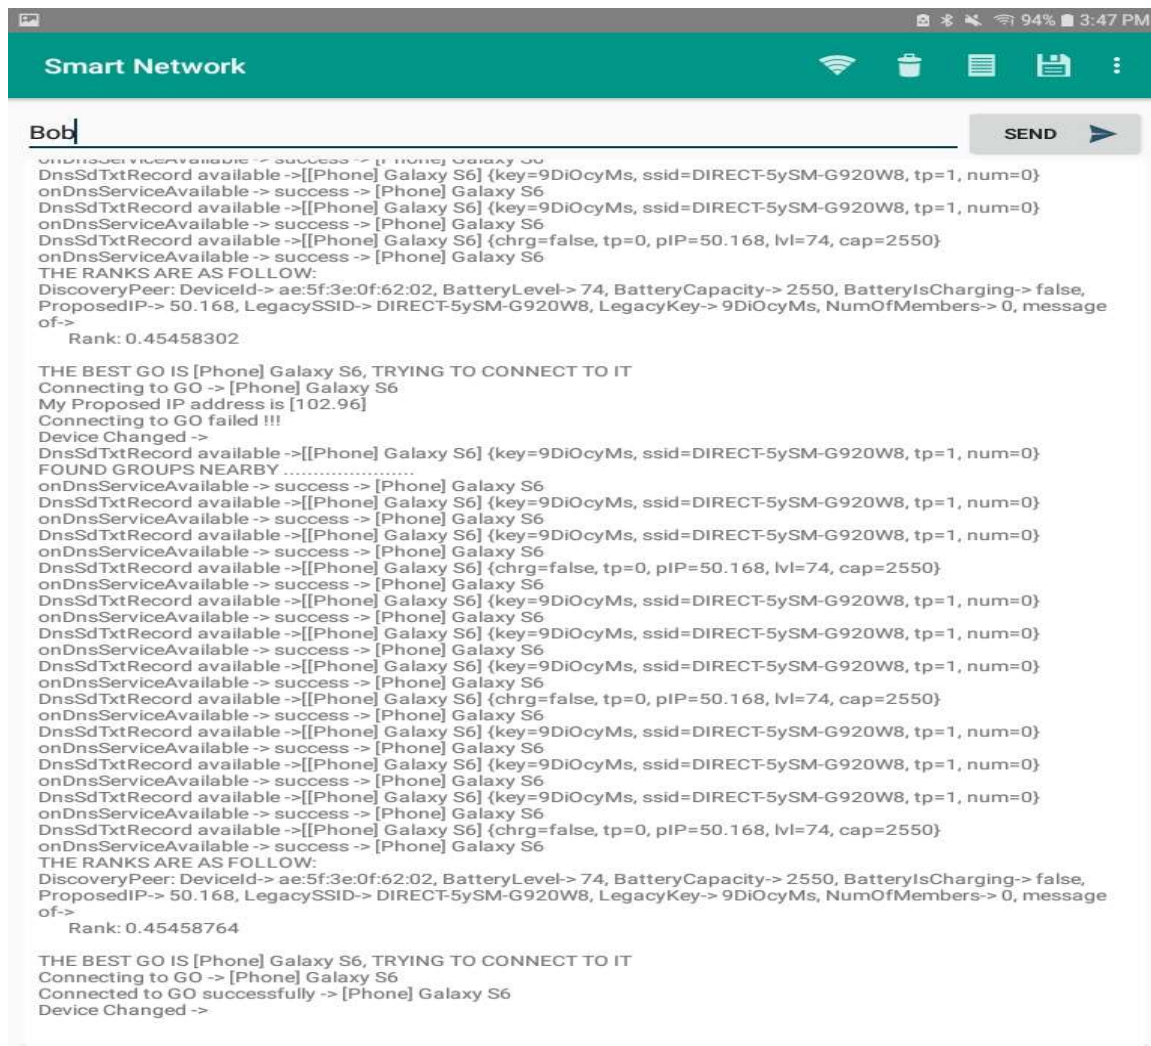 94% 3:47 PM
Smart Network
Bob
SEND
onDnsServiceAvailable -> success -> [Phone] Galaxy S6
DnsSdTxtRecord available ->[[Phone] Galaxy S6] {key=9DiOcyMs, ssid=DIRECT-5ySM-G920W8, tp=1, num=0}
onDnsServiceAvailable -> success -> [Phone] Galaxy S6
DnsSdTxtRecord available ->[[Phone] Galaxy S6] {key=9DiOcyMs, ssid=DIRECT-5ySM-G920W8, tp=1, num=0}
onDnsServiceAvailable -> success -> [Phone] Galaxy S6
DnsSdTxtRecord available ->[[Phone] Galaxy S6] {chrg=false, tp=0, pIP=50.168, lvl=74, cap=2550}
onDnsServiceAvailable -> success -> [Phone] Galaxy S6
THE RANKS ARE AS FOLLOW:
DiscoveryPeer: DeviceId-> ae:5f:3e:0f:62:02, BatteryLevel-> 74, BatteryCapacity-> 2550, BatteryIsCharging-> false,
ProposedIP-> 50.168, LegacySSID-> DIRECT-5ySM-G920W8, LegacyKey-> 9DiOcyMs, NumOfMembers-> 0, message
of->
Rank: 0.45458302
THE BEST GO IS [Phone] Galaxy S6, TRYING TO CONNECT TO IT
Connecting to GO -> [Phone] Galaxy S6
My Proposed IP address is [102.96]
Connecting to GO failed !!!
Device Changed ->
DnsSdTxtRecord available ->[[Phone] Galaxy S6] {key=9DiOcyMs, ssid=DIRECT-5ySM-G920W8, tp=1, num=0}
FOUND GROUPS NEARBY ......................
onDnsServiceAvailable -> success -> [Phone] Galaxy S6
DnsSdTxtRecord available ->[[Phone] Galaxy S6] {key=9DiOcyMs, ssid=DIRECT-5ySM-G920W8, tp=1, num=0}
onDnsServiceAvailable -> success -> [Phone] Galaxy S6
DnsSdTxtRecord available ->[[Phone] Galaxy S6] {key=9DiOcyMs, ssid=DIRECT-5ySM-G920W8, tp=1, num=0}
onDnsServiceAvailable -> success -> [Phone] Galaxy S6
DnsSdTxtRecord available ->[[Phone] Galaxy S6] {chrg=false, tp=0, pIP=50.168, lvl=74, cap=2550}
onDnsServiceAvailable -> success -> [Phone] Galaxy S6
DnsSdTxtRecord available ->[[Phone] Galaxy S6] {key=9DiOcyMs, ssid=DIRECT-5ySM-G920W8, tp=1, num=0}
onDnsServiceAvailable -> success -> [Phone] Galaxy S6
DnsSdTxtRecord available ->[[Phone] Galaxy S6] {key=9DiOcyMs, ssid=DIRECT-5ySM-G920W8, tp=1, num=0}
onDnsServiceAvailable -> success -> [Phone] Galaxy S6
DnsSdTxtRecord available ->[[Phone] Galaxy S6] {key=9DiOcyMs, ssid=DIRECT-5ySM-G920W8, tp=1, num=0}
onDnsServiceAvailable -> success -> [Phone] Galaxy S6
DnsSdTxtRecord available ->[[Phone] Galaxy S6] {chrg=false, tp=0, pIP=50.168, lvl=74, cap=2550}
onDnsServiceAvailable -> success -> [Phone] Galaxy S6
DnsSdTxtRecord available ->[[Phone] Galaxy S6] {key=9DiOcyMs, ssid=DIRECT-5ySM-G920W8, tp=1, num=0}
onDnsServiceAvailable -> success -> [Phone] Galaxy S6
DnsSdTxtRecord available ->[[Phone] Galaxy S6] {key=9DiOcyMs, ssid=DIRECT-5ySM-G920W8, tp=1, num=0}
onDnsServiceAvailable -> success -> [Phone] Galaxy S6
DnsSdTxtRecord available ->[[Phone] Galaxy S6] {key=9DiOcyMs, ssid=DIRECT-5ySM-G920W8, tp=1, num=0}
onDnsServiceAvailable -> success -> [Phone] Galaxy S6
DnsSdTxtRecord available ->[[Phone] Galaxy S6] {chrg=false, tp=0, pIP=50.168, lvl=74, cap=2550}
onDnsServiceAvailable -> success -> [Phone] Galaxy S6
THE RANKS ARE AS FOLLOW:
DiscoveryPeer: DeviceId-> ae:5f:3e:0f:62:02, BatteryLevel-> 74, BatteryCapacity-> 2550, BatteryIsCharging-> false,
ProposedIP-> 50.168, LegacySSID-> DIRECT-5ySM-G920W8, LegacyKey-> 9DiOcyMs, NumOfMembers-> 0, message
of->
Rank: 0.45458764
THE BEST GO IS [Phone] Galaxy S6, TRYING TO CONNECT TO IT
Connecting to GO -> [Phone] Galaxy S6
Connected to GO successfully -> [Phone] Galaxy S6
Device Changed ->